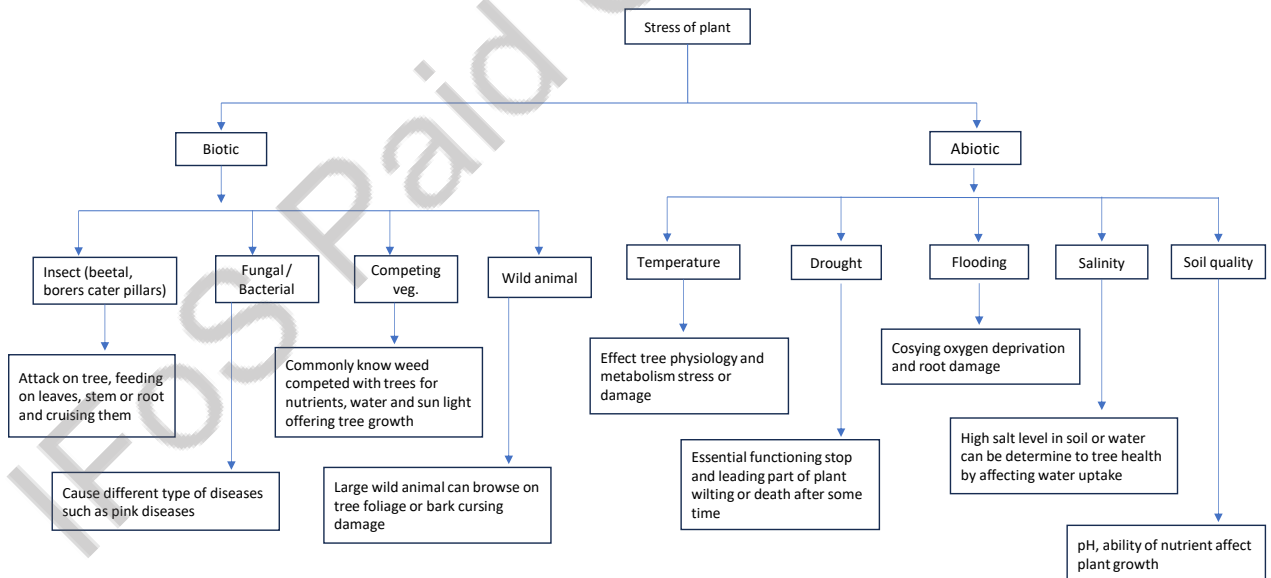 Stress of plant
Biotic
Abiotic
Insect (beetal,
borers cater pillars)
Fungal /
Bacterial
Competing
veg.
Wild animal
Temperature
Drought
Flooding
Salinity
Soil quality
Attack on tree, feeding
on leaves, stem or root
and cruising them
Commonly know weed
competed with trees for
nutrients, water and sun light
offering tree growth
Effect tree physiology and
metabolism stress or
damage
Cosying oxygen deprivation
and root damage
Cause different type of diseases
such as pink diseases
Large wild animal can browse on
tree foliage or bark cursing
damage
Essential functioning stop
and leading part of plant
wilting or death after some
time
High salt level in soil or water
can be determine to tree health
by affecting water uptake
pH, ability of nutrient affect
plant growth
IFoS Paid